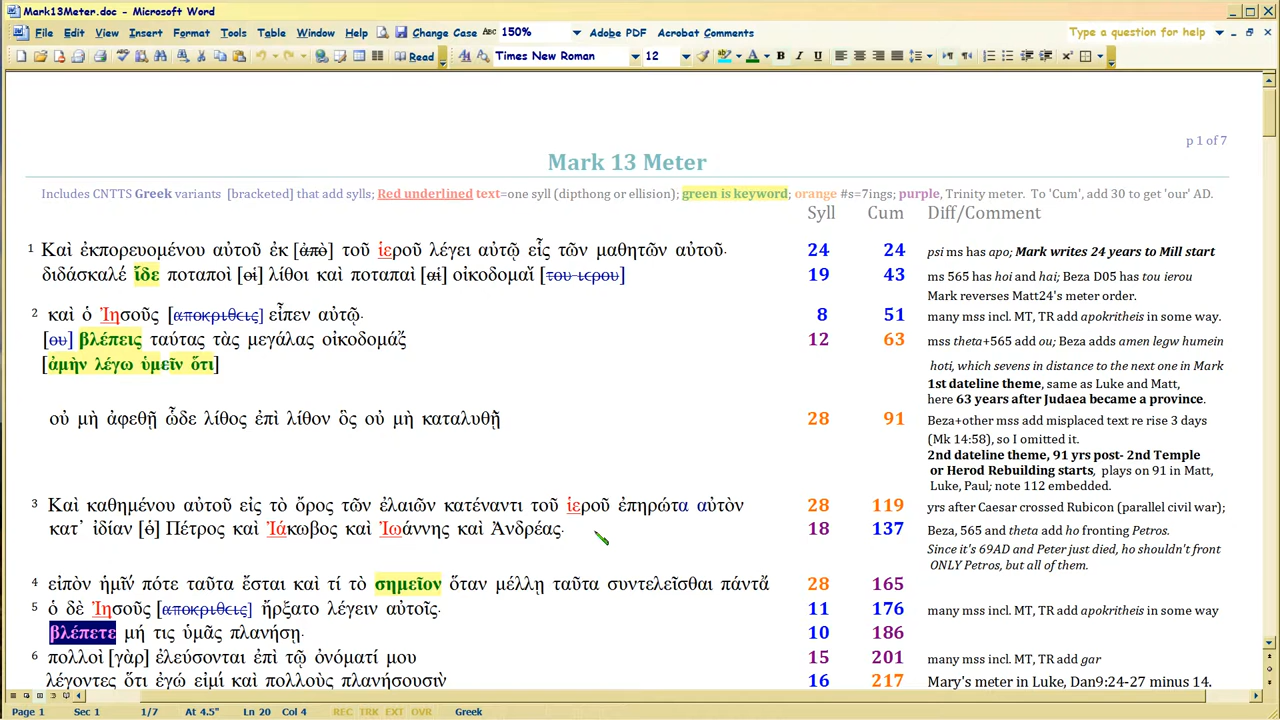 Mark13Meter.doc - Microsoft Word
File Edit View Insert Format Tools Table Window Help Change Case 150% Adobe PDF Acrobat Comments Type a question for help
Read Times New Roman 12
p 1 of 7
Mark 13 Meter
Includes CNTTS Greek variants [bracketed] that add sylls; Red underlined text=one syll (dipthong or ellision); green is keyword; orange #s=7ings; purple, Trinity meter. To 'Cum', add 30 to get 'our' AD.
Syll Cum Diff/Comment
1 Καὶ ἐκπορευομένου αὐτοῦ ἐκ [ἀπὸ] τοῦ ἱεροῦ λέγει αὐτῷ εἷς τῶν μαθητῶν αὐτοῦ· 24 24 psi ms has apo; Mark writes 24 years to Mill start
διδάσκαλέ ἴδε ποταποὶ [οἱ] λίθοι καὶ ποταπαὶ [αἱ] οἰκοδομαΐ [του ιερου] 19 43 ms 565 has hoi and hai; Beza D05 has tou ierou
Mark reverses Matt24's meter order.
2 καὶ ὁ Ἰησοῦς [αποκριθεις] εἶπεν αὐτῷ· 8 51 many mss incl. MT, TR add apokritheis in some way.
[ου] βλέπεις ταύτας τὰς μεγάλας οἰκοδομάξ 12 63 mss theta+565 add ou; Beza adds amen legw humein
[ἀμὴν λέγω ὑμεῖν ὅτι] hoti, which sevens in distance to the next one in Mark
1st dateline theme, same as Luke and Matt,
here 63 years after Judaea became a province.
οὐ μὴ ἀφεθῇ ὧδε λίθος ἐπὶ λίθον ὃς οὐ μὴ καταλυθῇ 28 91 Beza+other mss add misplaced text re rise 3 days
(Mk 14:58), so I omitted it.
2nd dateline theme, 91 yrs post- 2nd Temple
or Herod Rebuilding starts, plays on 91 in Matt,
Luke, Paul; note 112 embedded.
3 Καὶ καθημένου αὐτοῦ εἰς τὸ ὄρος τῶν ἐλαιῶν κατέναντι τοῦ ἱεροῦ ἐπηρώτα αὐτὸν 28 119 yrs after Caesar crossed Rubicon (parallel civil war);
κατ᾽ ἰδίαν [ὁ] Πέτρος καὶ Ἰάκωβος καὶ Ἰωάννης καὶ Ἀνδρέας· 18 137 Beza, 565 and theta add ho fronting Petros.
Since it's 69AD and Peter just died, ho shouldn't front
ONLY Petros, but all of them.
4 εἰπὸν ἡμῖν πότε ταῦτα ἔσται καὶ τί τὸ σημεῖον ὅταν μέλλῃ ταῦτα συντελεῖσθαι πάντἄ 28 165
5 ὁ δὲ Ἰησοῦς [αποκριθεις] ἤρξατο λέγειν αὐτοῖς· 11 176 many mss incl. MT, TR add apokritheis in some way
βλέπετε μή τις ὑμᾶς πλανήσῃ· 10 186
6 πολλοὶ [γὰρ] ἐλεύσονται ἐπὶ τῷ ὀνόματί μου 15 201 many mss incl. MT, TR add gar
λέγοντες ὅτι ἐγώ εἰμί καὶ πολλοὺς πλανήσουσιν̓ 16 217 Mary's meter in Luke, Dan9:24-27 minus 14.
Page 1 Sec 1 1/7 At 4.5" Ln 20 Col 4 REC TRK EXT OVR Greek